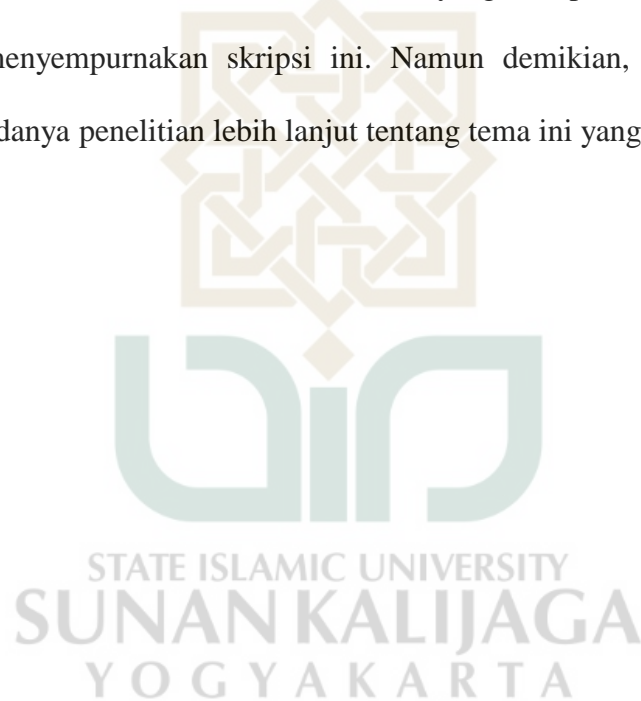 menyempurnakan skripsi ini. Namun demikian,
danya penelitian lebih lanjut tentang tema ini yang
STATE ISLAMIC UNIVERSITY
SUNAN KALIJAGA
YOGYAKARTA